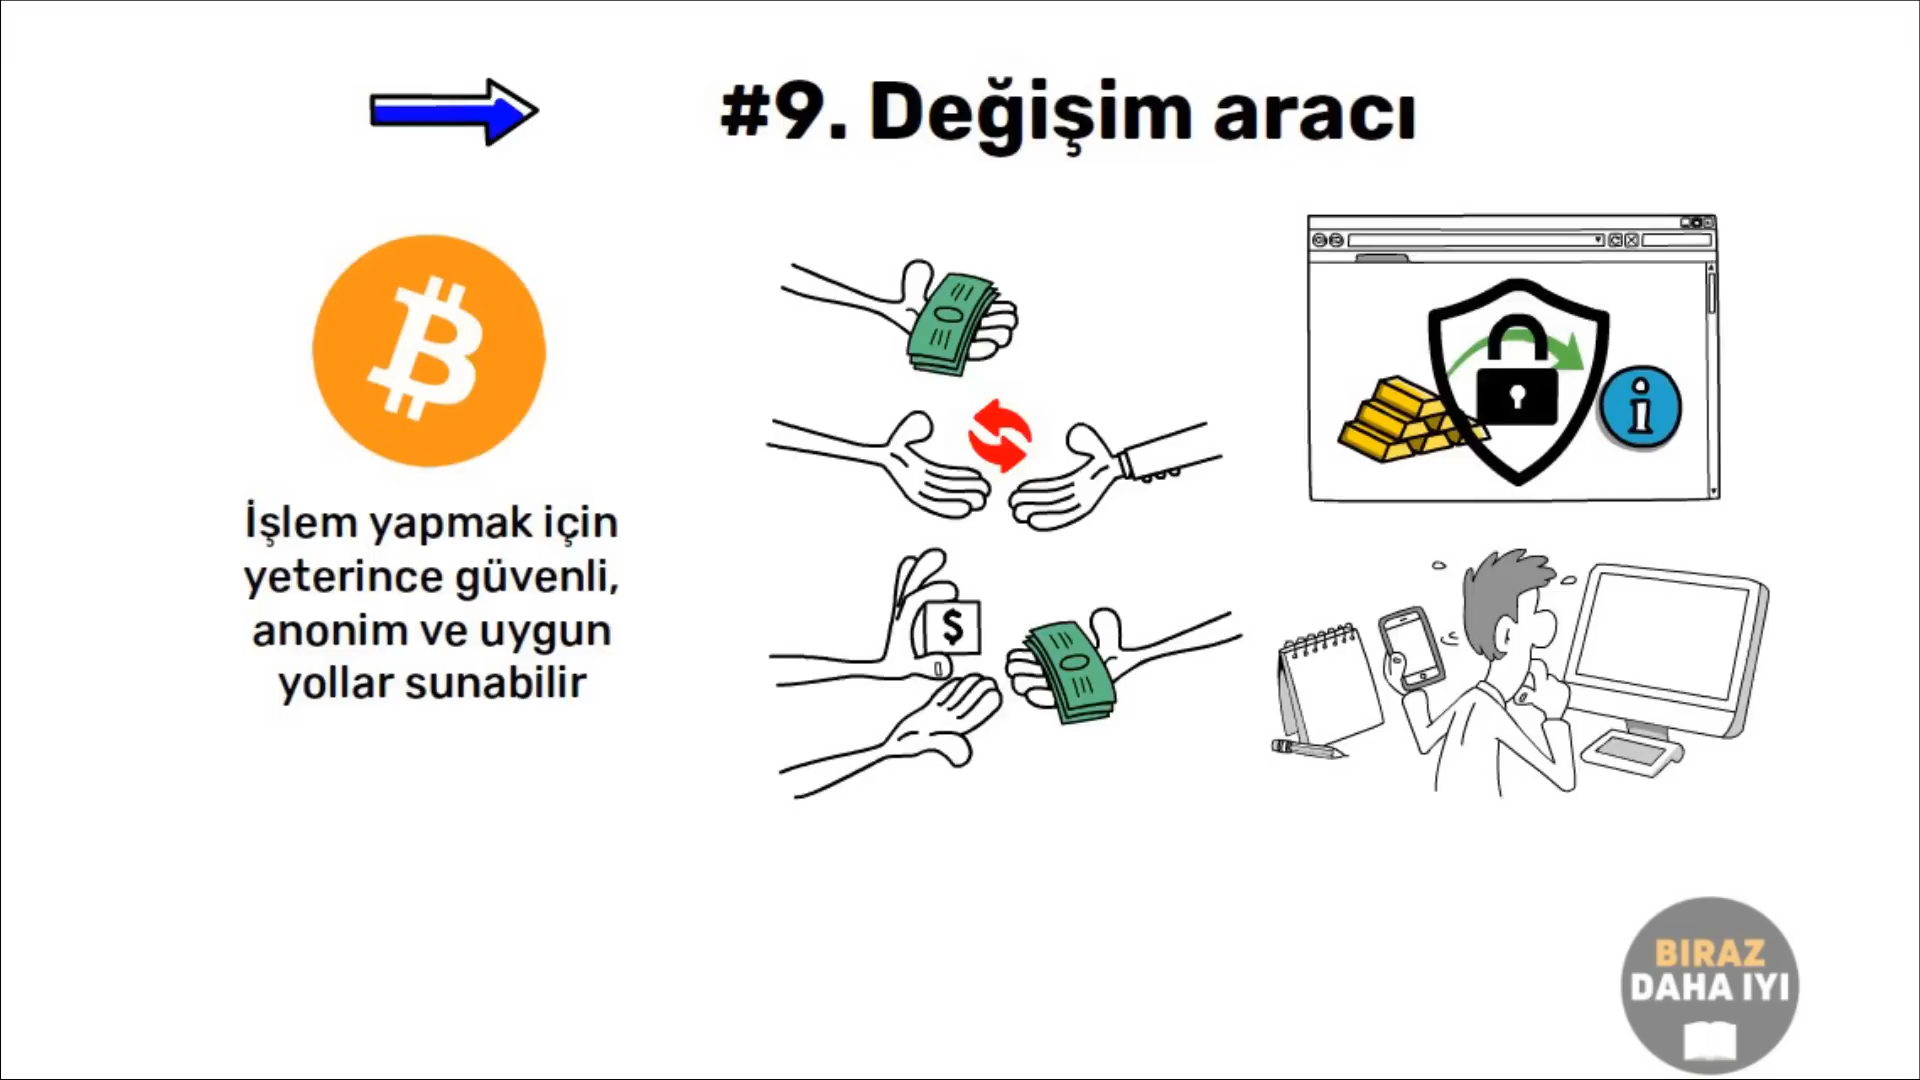 #9. Değişim aracı
İşlem yapmak için
yeterince güvenli,
anonim ve uygun
yollar sunabilir
$
i
BIRAZ
DAHA IYI